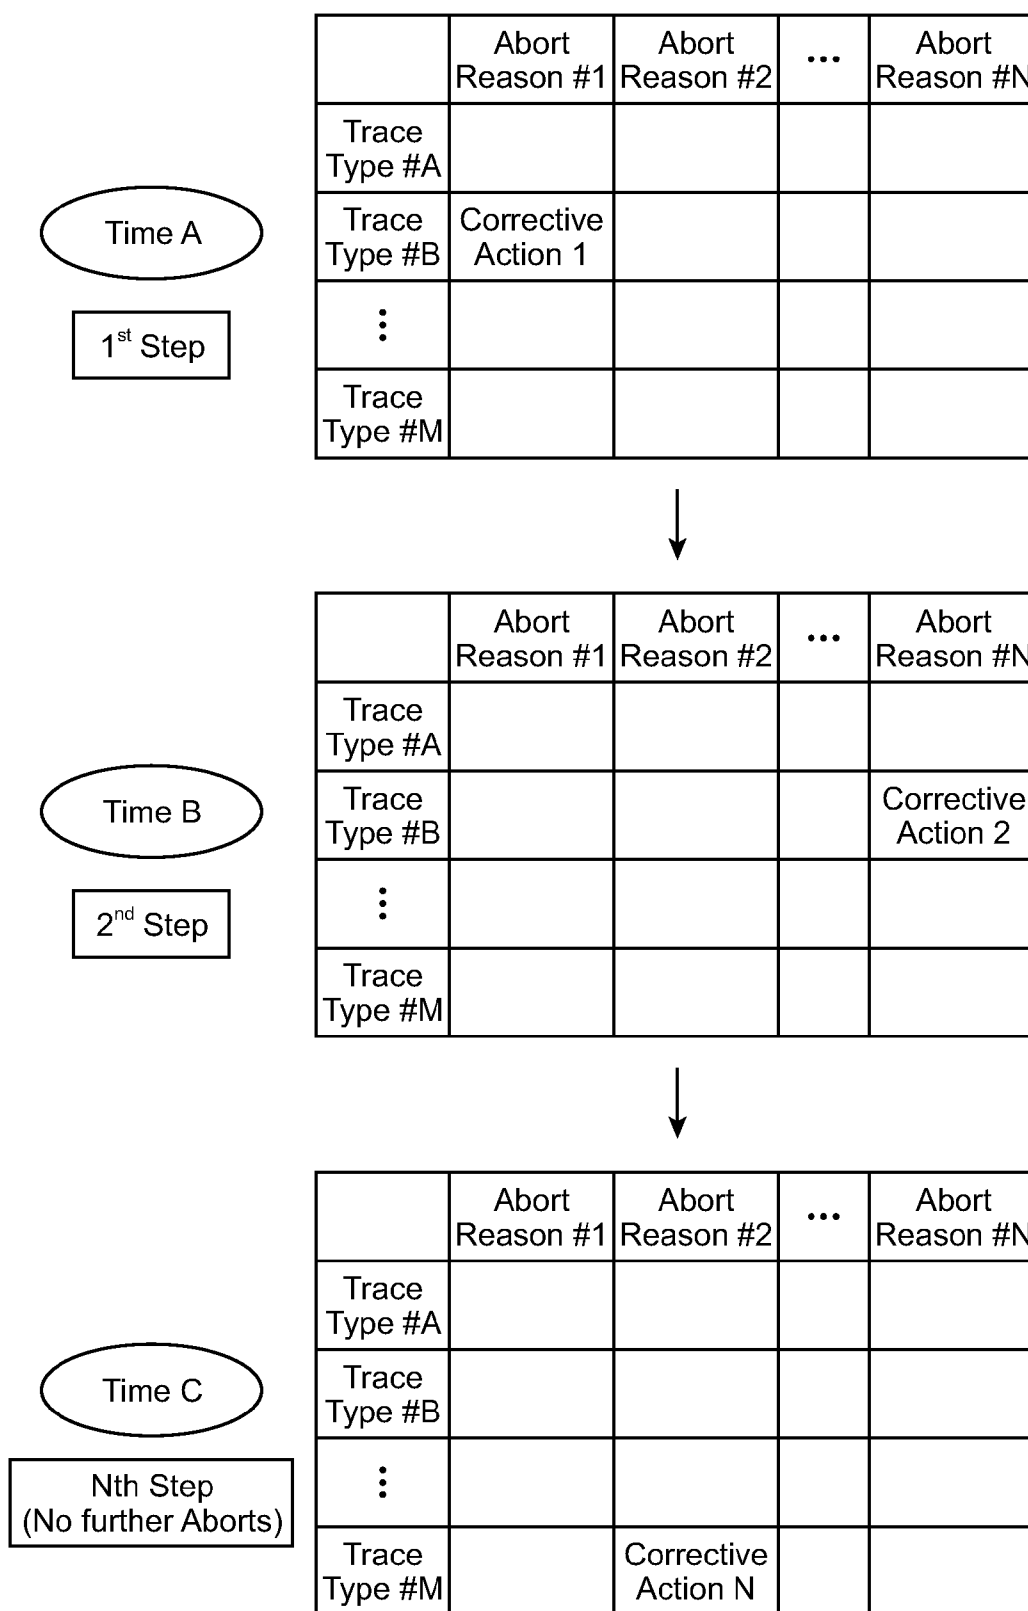 Abort Abort ... Abort
Reason #1 Reason #2 Reason #N
Trace
Type #A
Time A
Trace Corrective
Type #B Action 1
1st Step
⋮
Trace
Type #M
Abort Abort ... Abort
Reason #1 Reason #2 Reason #N
Trace
Type #A
Time B
Trace Corrective
Type #B Action 2
2nd Step
⋮
Trace
Type #M
Abort Abort ... Abort
Reason #1 Reason #2 Reason #N
Trace
Type #A
Time C
Trace
Type #B
Nth Step
(No further Aborts)
⋮
Trace Corrective
Type #M Action N